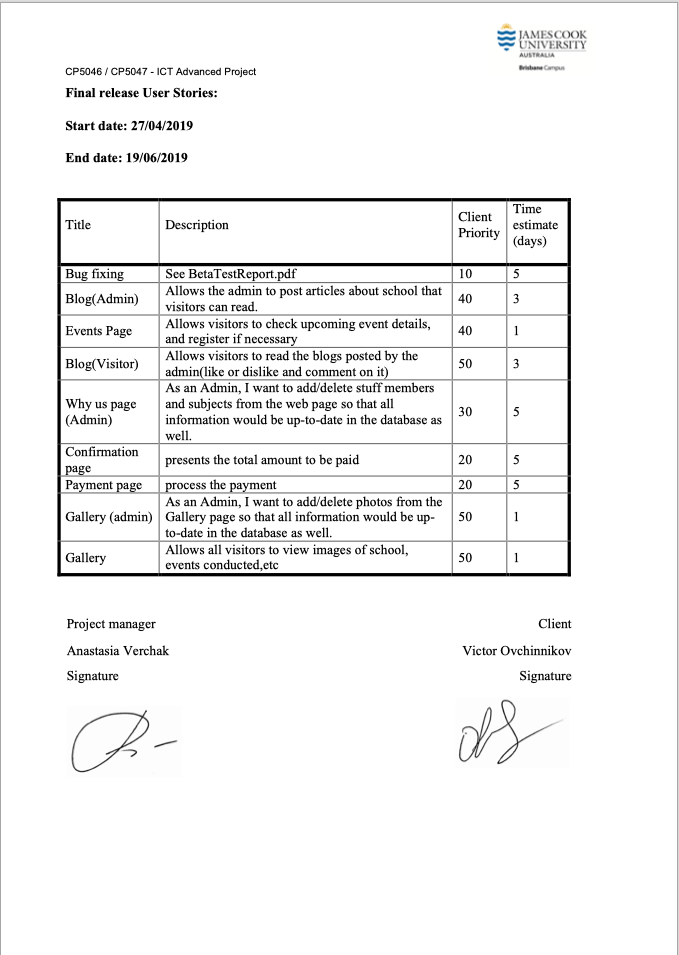 JAMES COOK
UNIVERSITY
AUSTRALIA
Brisbane Campus
CP5046 / CP5047 - ICT Advanced Project
Final release User Stories:
Start date: 27/04/2019
End date: 19/06/2019
Title Description Client Priority Time estimate (days)
Bug fixing See BetaTestReport.pdf 10 5
Blog(Admin) Allows the admin to post articles about school that
visitors can read. 40 3
Events Page Allows visitors to check upcoming event details,
and register if necessary 40 1
Blog(Visitor) Allows visitors to read the blogs posted by the
admin(like or dislike and comment on it) 50 3
Why us page
(Admin) As an Admin, I want to add/delete stuff members
and subjects from the web page so that all
information would be up-to-date in the database as
well. 30 5
Confirmation
page presents the total amount to be paid 20 5
Payment page process the payment 20 5
Gallery (admin) As an Admin, I want to add/delete photos from the
Gallery page so that all information would be up-
to-date in the database as well. 50 1
Gallery Allows all visitors to view images of school,
events conducted,etc 50 1
Project manager Client
Anastasia Verchak Victor Ovchinnikov
Signature Signature